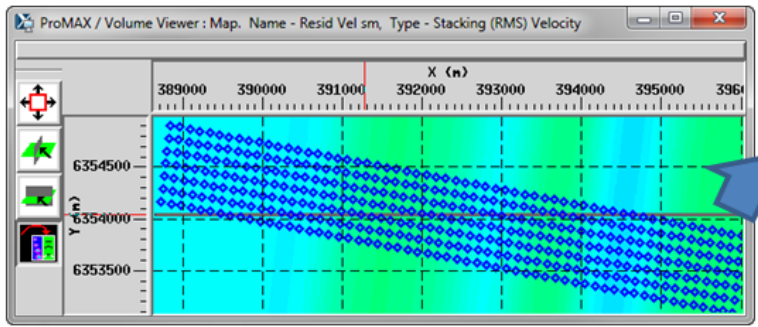 ProMAX / Volume Viewer : Map. Name - Resid Vel sm, Type - Stacking (RMS) Velocity
X (m)
389000 390000 391000 392000 393000 394000 395000 3960
6354500
Y (m)
6354000
6353500